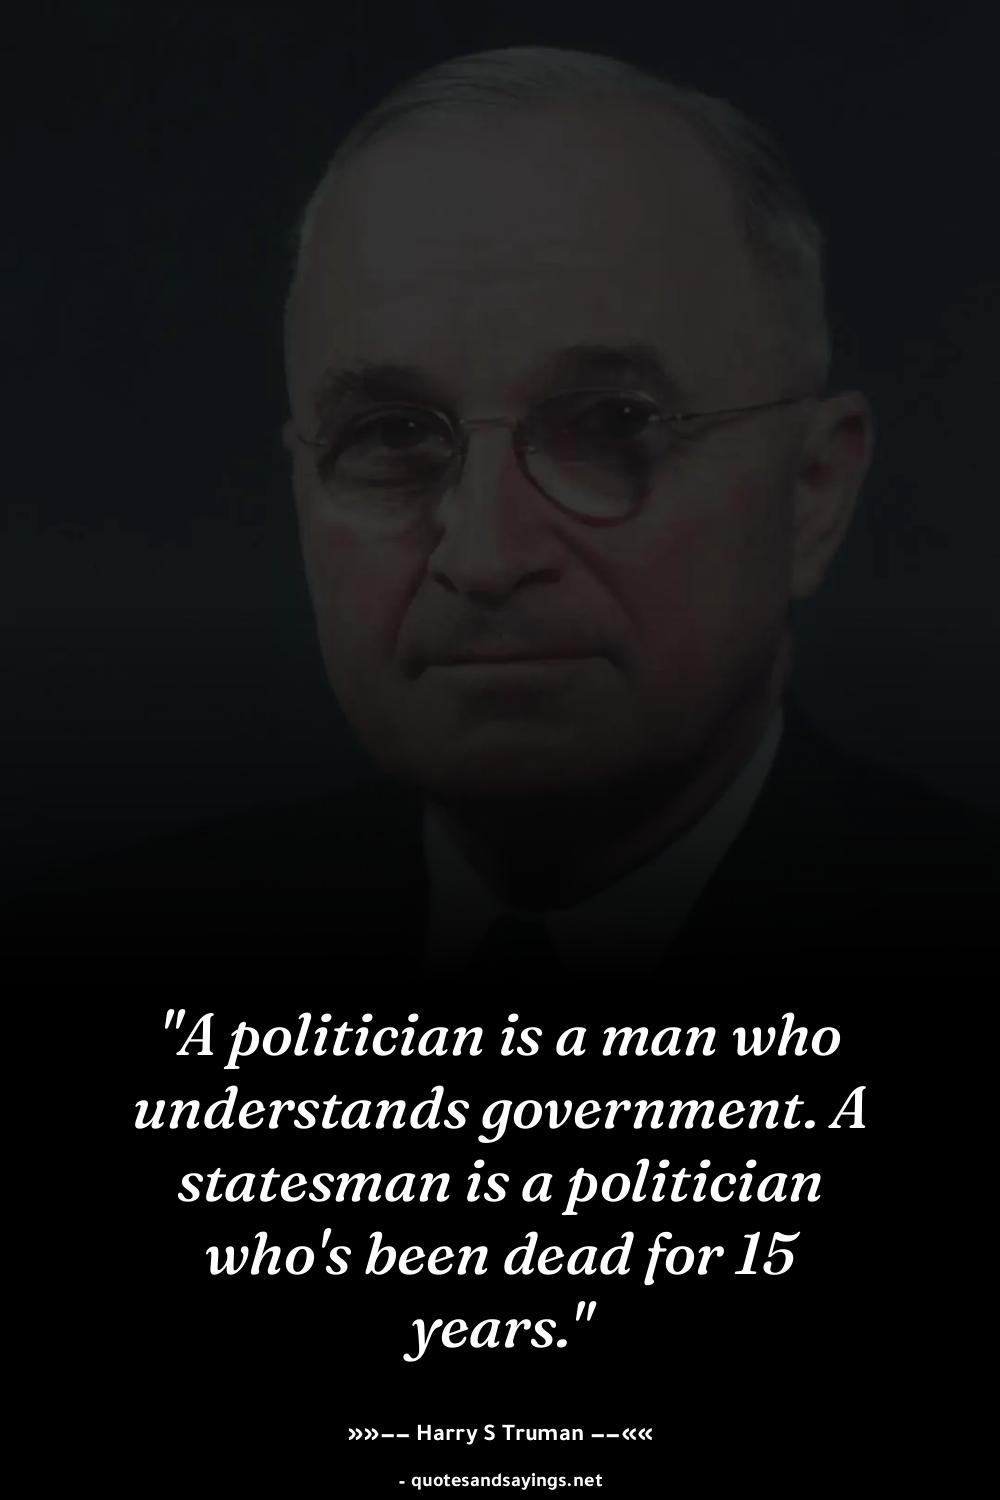 "A politician is a man who
understands government. A
statesman is a politician
who's been dead for 15
years."
»»–– Harry S Truman ––««
- quotesandsayings.net